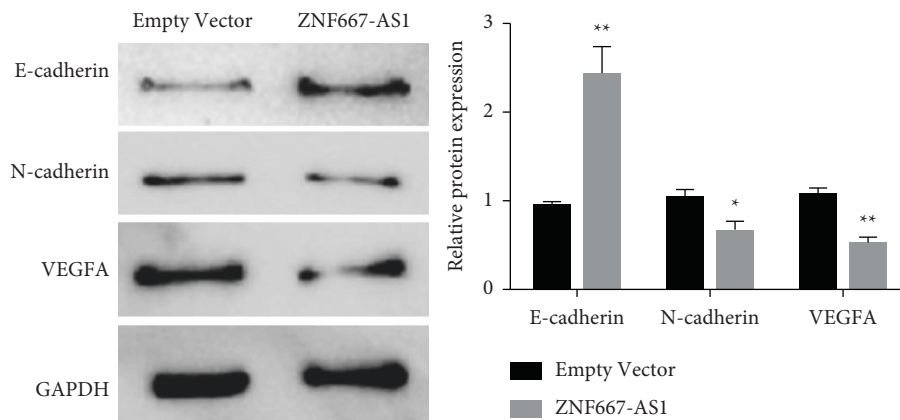 Empty Vector ZNF667-AS1
E-cadherin
N-cadherin
VEGFA
GAPDH
Relative protein expression
3
2
1
0
**
*
**
E-cadherin N-cadherin VEGFA
Empty Vector
ZNF667-AS1